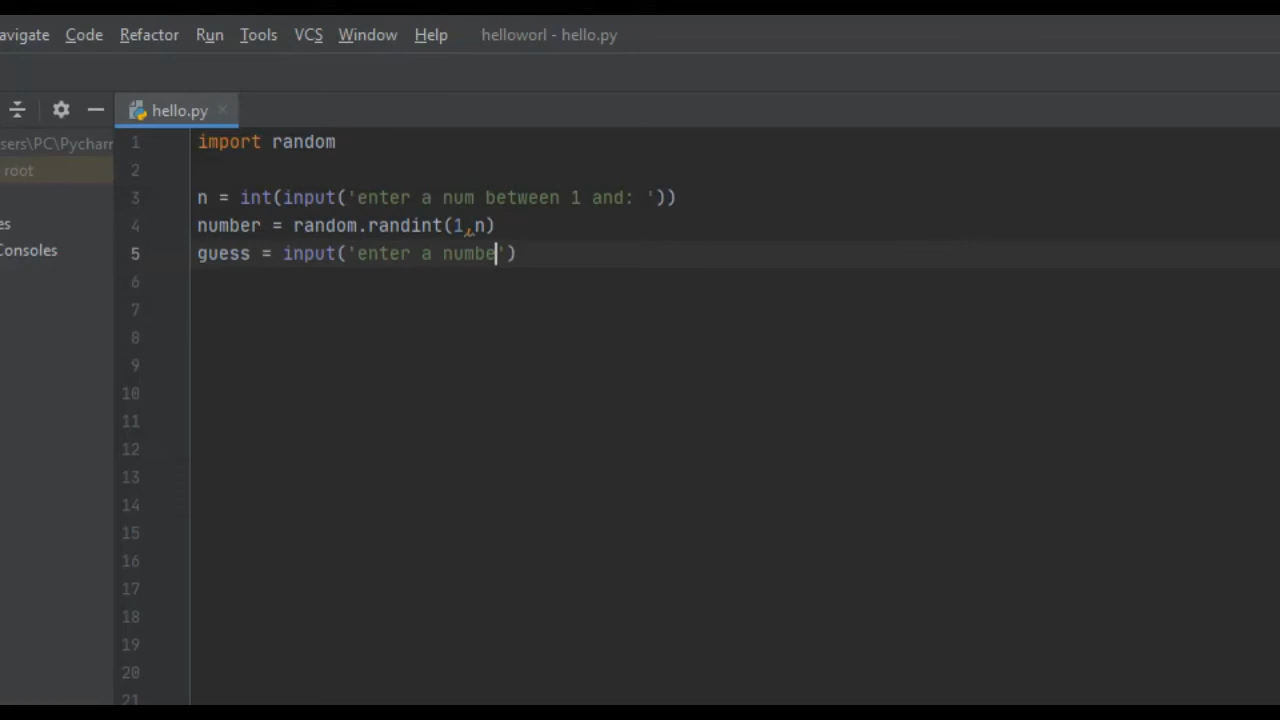 avigate Code Refactor Run Tools VCS Window Help helloworl - hello.py
hello.py
sers\PC\Pycharr
root
es
Consoles
1 import random
2
3 n = int(input('enter a num between 1 and: '))
4 number = random.randint(1,n)
5 guess = input('enter a numbe')
6
7
8
9
10
11
12
13
14
15
16
17
18
19
20
21